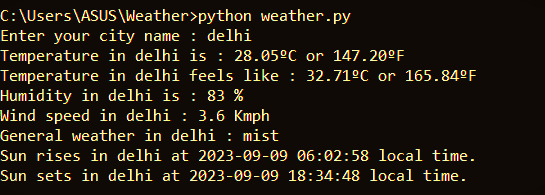 C:\Users\ASUS\Weather>python weather.py
Enter your city name : delhi
Temperature in delhi is : 28.05ºC or 147.20ºF
Temperature in delhi feels like : 32.71ºC or 165.84ºF
Humidity in delhi is : 83 %
Wind speed in delhi : 3.6 Kmph
General weather in delhi : mist
Sun rises in delhi at 2023-09-09 06:02:58 local time.
Sun sets in delhi at 2023-09-09 18:34:48 local time.